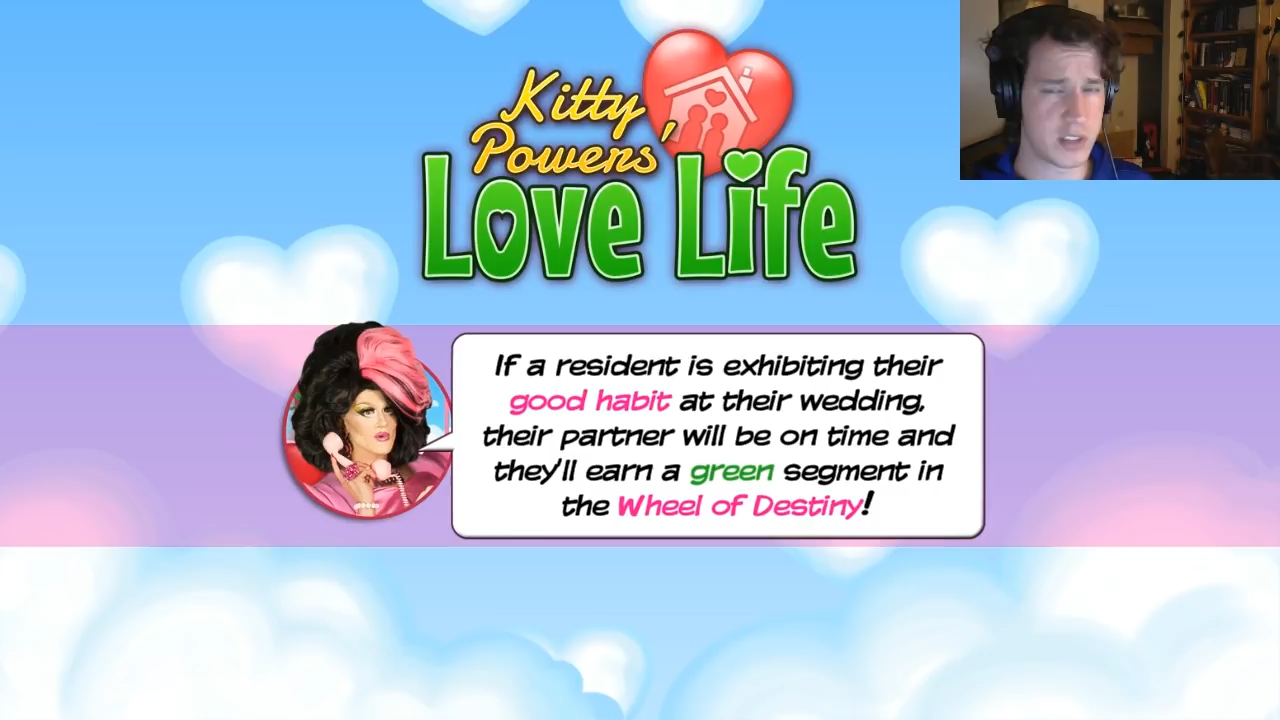 Kitty
Powers'
Love Life
If a resident is exhibiting their
good habit at their wedding,
their partner will be on time and
they'll earn a green segment in
the Wheel of Destiny!